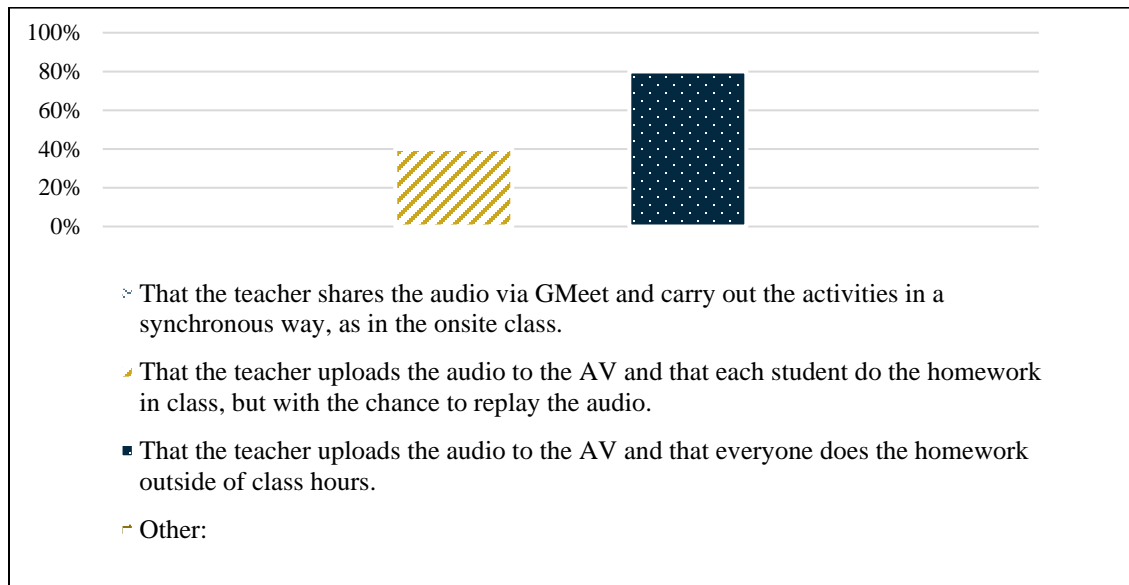 100%
80%
60%
40%
20%
0%
That the teacher shares the audio via GMeet and carry out the activities in a
synchronous way, as in the onsite class.
That the teacher uploads the audio to the AV and that each student do the homework
in class, but with the chance to replay the audio.
That the teacher uploads the audio to the AV and that everyone does the homework
outside of class hours.
Other: